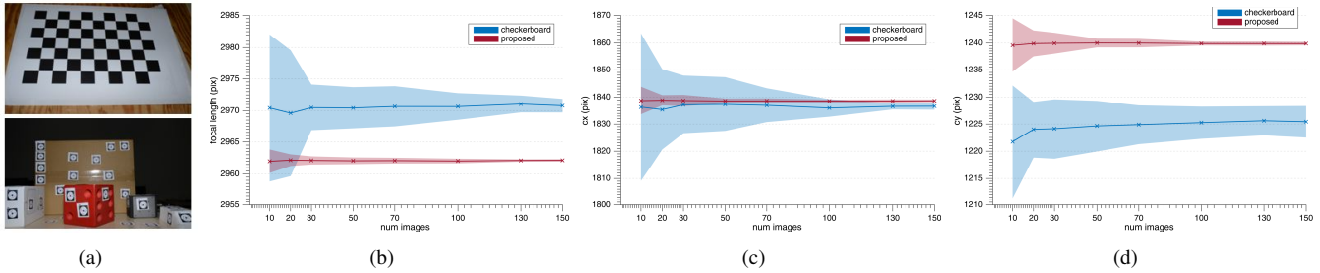 2985
2980
2975
2970
2965
2960
2955
focal length (pix)
checkerboard
proposed
10 20 30 50 70 100 130 150
num images
1870
1860
1850
1840
1830
1820
1810
1800
cx (pix)
checkerboard
proposed
10 20 30 50 70 100 130 150
num images
1245
1240
1235
1230
1225
1220
1215
1210
cy (pix)
checkerboard
proposed
10 20 30 50 70 100 130 150
num images
(a) (b) (c) (d)